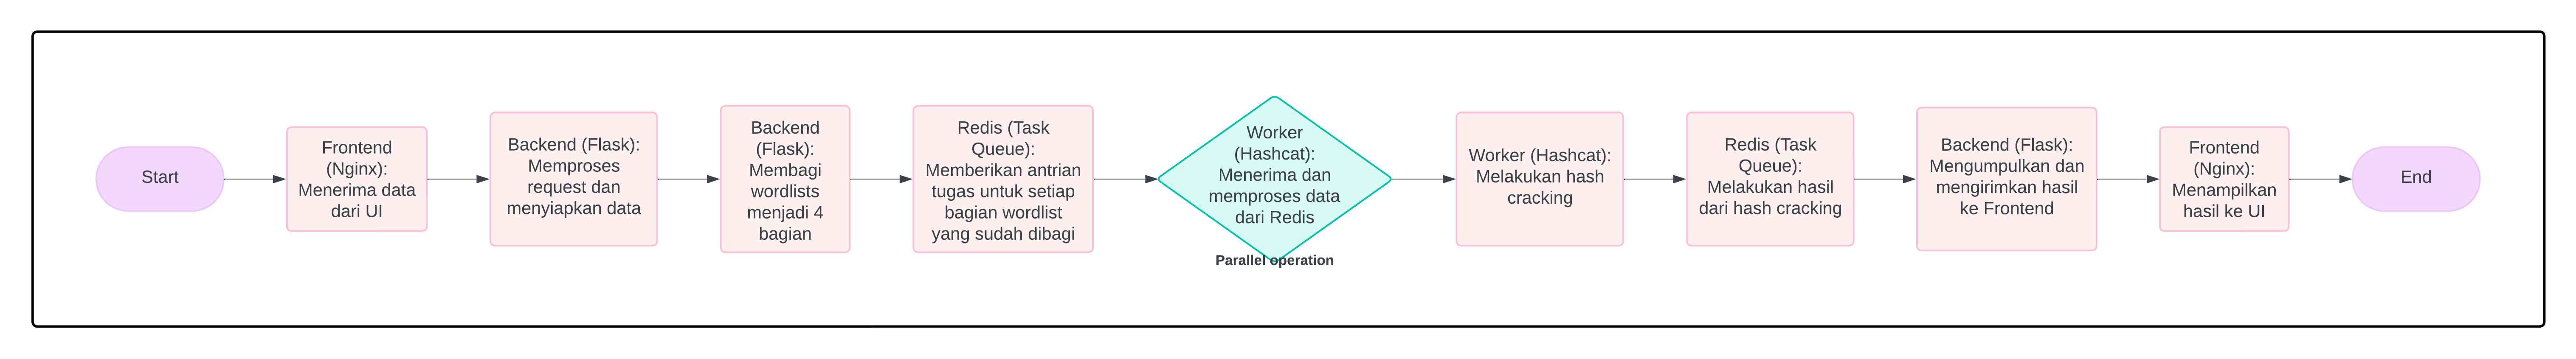 Start
Frontend
(Nginx):
Menerima data
dari UI
Backend (Flask):
Memproses
request dan
menyiapkan data
Backend
(Flask):
Membagi
wordlists
menjadi 4
bagian
Redis (Task
Queue):
Memberikan antrian
tugas untuk setiap
bagian wordlist
yang sudah dibagi
Worker
(Hashcat):
Menerima dan
memproses data
dari Redis
Parallel operation
Worker (Hashcat):
Melakukan hash
cracking
Redis (Task
Queue):
Melakukan hasil
dari hash cracking
Backend (Flask):
Mengumpulkan dan
mengirimkan hasil
ke Frontend
Frontend
(Nginx):
Menampilkan
hasil ke UI
End